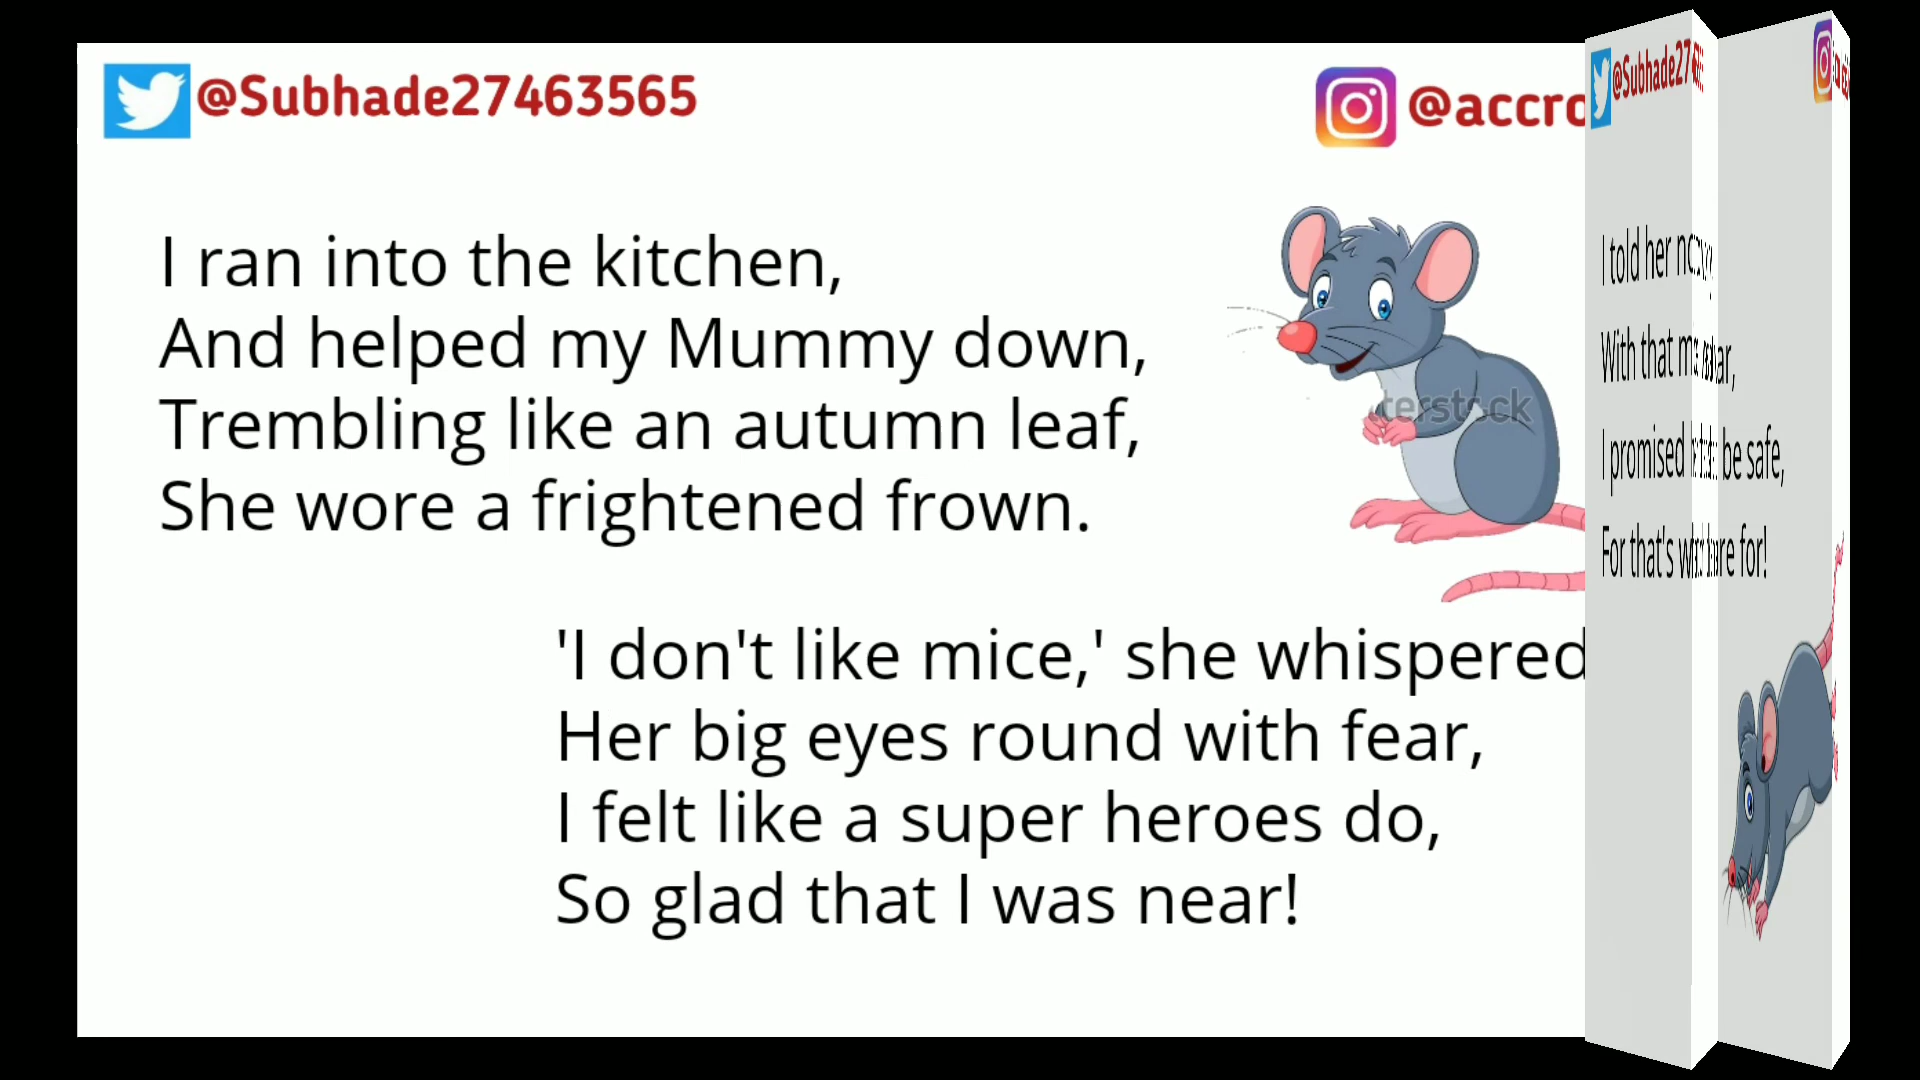 @Subhade27463565
@accro
I ran into the kitchen,
And helped my Mummy down,
Trembling like an autumn leaf,
She wore a frightened frown.
'I don't like mice,' she whispered
Her big eyes round with fear,
I felt like a super heroes do,
So glad that I was near!
@Subhade27
I told her
With that
I promised be safe,
For that's for!